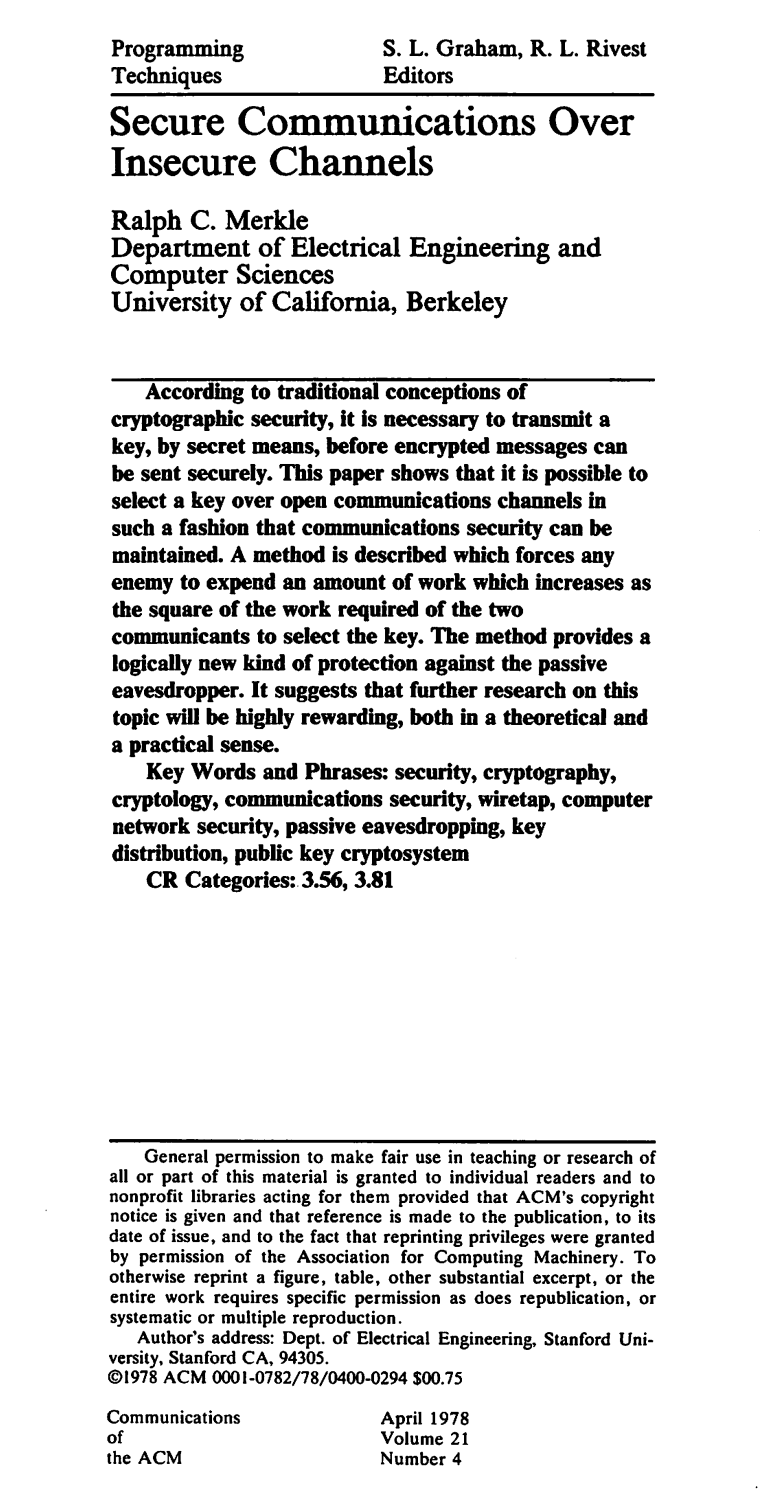 Programming S. L. Graham, R. L. Rivest
Techniques Editors
Secure Communications Over
Insecure Channels
Ralph C. Merkle
Department of Electrical Engineering and
Computer Sciences
University of California, Berkeley
According to traditional conceptions of
cryptographic security, it is necessary to transmit a
key, by secret means, before encrypted messages can
be sent securely. This paper shows that it is possible to
select a key over open communications channels in
such a fashion that communications security can be
maintained. A method is described which forces any
enemy to expend an amount of work which increases as
the square of the work required of the two
communicants to select the key. The method provides a
logically new kind of protection against the passive
eavesdropper. It suggests that further research on this
topic will be highly rewarding, both in a theoretical and
a practical sense.
Key Words and Phrases: security, cryptography,
cryptology, communications security, wiretap, computer
network security, passive eavesdropping, key
distribution, public key cryptosystem
CR Categories: 3.56, 3.81
General permission to make fair use in teaching or research of
all or part of this material is granted to individual readers and to
nonprofit libraries acting for them provided that ACM's copyright
notice is given and that reference is made to the publication, to its
date of issue, and to the fact that reprinting privileges were granted
by permission of the Association for Computing Machinery. To
otherwise reprint a figure, table, other substantial excerpt, or the
entire work requires specific permission as does republication, or
systematic or multiple reproduction.
Author's address: Dept. of Electrical Engineering, Stanford Uni-
versity, Stanford CA, 94305.
©1978 ACM 0001-0782/78/0400-0294 $00.75
Communications April 1978
of Volume 21
the ACM Number 4